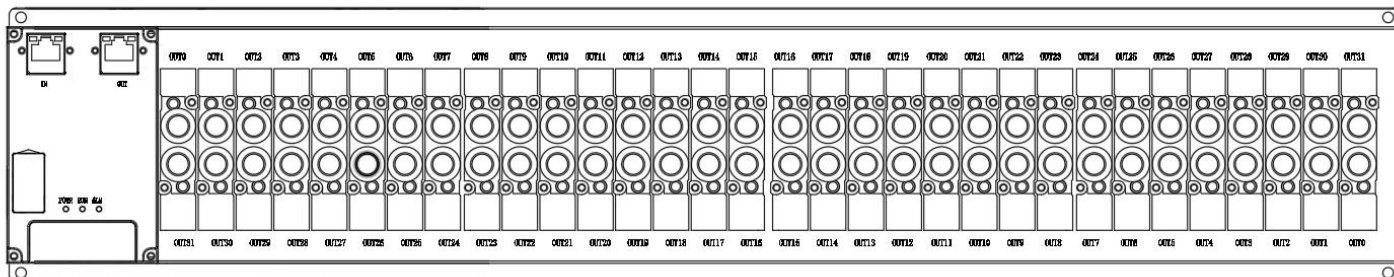 OUT0 OUT1 OUT2 OUT3 OUT4 OUT5 OUT6 OUT7 OUT8 OUT9 OUT10 OUT11 OUT12 OUT13 OUT14 OUT15 OUT16 OUT17 OUT18 OUT19 OUT20 OUT21 OUT22 OUT23 OUT24 OUT25 OUT26 OUT27 OUT28 OUT29 OUT30 OUT31
IN OUT
RUN ALM
OUT31 OUT30 OUT29 OUT28 OUT27 OUT26 OUT25 OUT24 OUT23 OUT22 OUT21 OUT20 OUT19 OUT18 OUT17 OUT16 OUT15 OUT14 OUT13 OUT12 OUT11 OUT10 OUT9 OUT8 OUT7 OUT6 OUT5 OUT4 OUT3 OUT2 OUT1 OUT0